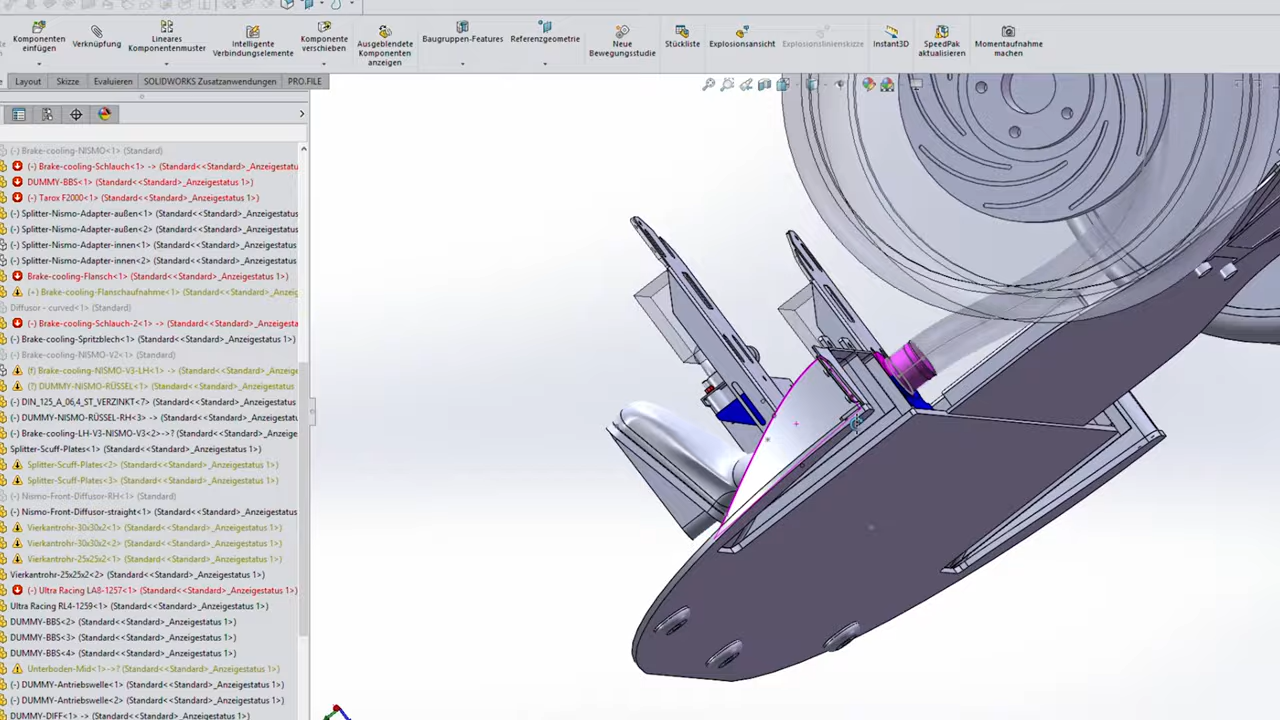 Komponenten einfügen
Verknüpfung
Lineares Komponentenmuster
Intelligente Verbindungselemente
Komponente verschieben
Ausgeblendete Komponenten anzeigen
Baugruppen-Features
Referenzgeometrie
Neue Bewegungsstudie
Stückliste
Explosionsansicht
Explosionslinienskizze
Instant3D
SpeedPak aktualisieren
Momentaufnahme machen
Layout
Skizze
Evaluieren
SOLIDWORKS Zusatzanwendungen
PRO.FILE
(-) Brake-cooling-NISMO<1> (Standard)
(-) Brake-cooling-Schlauch<1> -> (Standard<<Standard>_Anzeigestatu
DUMMY-BBS<1> (Standard<<Standard>_Anzeigestatus 1>)
(-) Tarox F2000<1> (Standard<<Standard>_Anzeigestatus 1>)
(-) Splitter-Nismo-Adapter-außen<1> (Standard<<Standard>_Anzeigestatus
(-) Splitter-Nismo-Adapter-außen<2> (Standard<<Standard>_Anzeigestatus
(-) Splitter-Nismo-Adapter-innen<1> (Standard<<Standard>_Anzeigestatus
(-) Splitter-Nismo-Adapter-innen<2> (Standard<<Standard>_Anzeigestatus
Brake-cooling-Flansch<1> (Standard<<Standard>_Anzeigestatus 1>)
(+) Brake-cooling-Flanschaufnahme<1> (Standard<<Standard>_Anzeig
Diffusor - curved<1> (Standard)
(-) Brake-cooling-Schlauch-2<1> -> (Standard<<Standard>_Anzeigesta
Brake-cooling-Spritzblech<1> (Standard<<Standard>_Anzeigestatus 1>)
(-) Brake-cooling-NISMO-V2<1> (Standard)
(f) Brake-cooling-NISMO-V3-LH<1> (Standard<<Standard>_Anzeigesta
(?) DUMMY-NISMO-RÜSSEL<1> (Standard<<Standard>_Anzeigestatus
(-) DIN_125_A_06,4_ST_VERZINKT<7> (Standard<<Standard>_Anzeigestatu
(-) DUMMY-NISMO-RÜSSEL-RH<3> (Standard<<Standard>_Anzeigestatus
(-) Brake-cooling-LH-V3-NISMO-V3<2>->? (Standard<<Standard>_Anzeiges
Splitter-Scuff-Plates<1> (Standard<<Standard>_Anzeigestatus 1>)
Splitter-Scuff-Plates<2> (Standard<<Standard>_Anzeigestatus 1>)
Splitter-Scuff-Plates<3> (Standard<<Standard>_Anzeigestatus 1>)
(-) Nismo-Front-Diffusor-RH<1> (Standard)
(-) Nismo-Front-Diffusor-straight<1> (Standard<<Standard>_Anzeigestatus
Vierkantrohr-30x30x2<1> (Standard<<Standard>_Anzeigestatus 1>)
Vierkantrohr-30x30x2<2> (Standard<<Standard>_Anzeigestatus 1>)
Vierkantrohr-25x25x2<1> (Standard<<Standard>_Anzeigestatus 1>)
Vierkantrohr-25x25x2<2> (Standard<<Standard>_Anzeigestatus 1>)
(-) Ultra Racing LA8-1257<1> (Standard<<Standard>_Anzeigestatus 1>)
Ultra Racing RL4-1259<1> (Standard<<Standard>_Anzeigestatus 1>)
DUMMY-BBS<2> (Standard<<Standard>_Anzeigestatus 1>)
DUMMY-BBS<3> (Standard<<Standard>_Anzeigestatus 1>)
DUMMY-BBS<4> (Standard<<Standard>_Anzeigestatus 1>)
Unterboden-Mid<1>->? (Standard<<Standard>_Anzeigestatus 1>)
(-) DUMMY-Antriebswelle<1> (Standard<<Standard>_Anzeigestatus 1>)
(-) DUMMY-Antriebswelle<2> (Standard<<Standard>_Anzeigestatus 1>)
DUMMY-DIFF<1> -> (Standard<<Standard>_Anzeigestatus 1>)